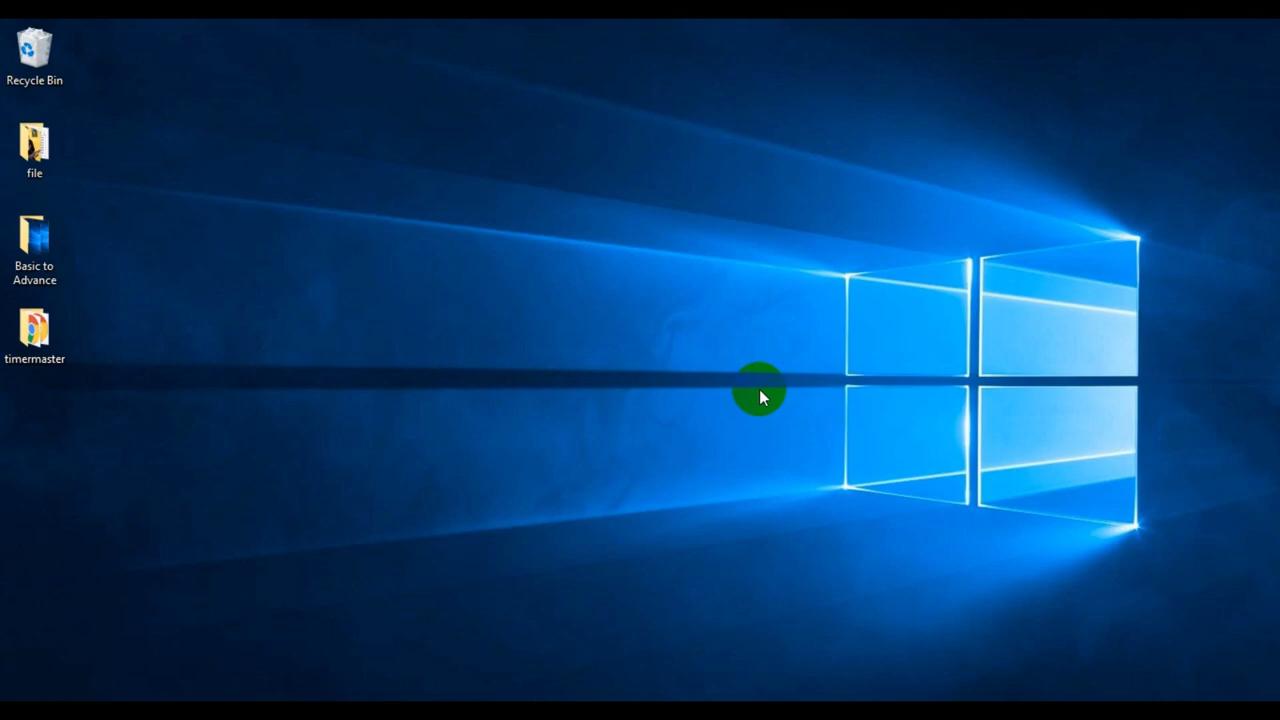 Recycle Bin
file
Basic to
Advance
timermaster